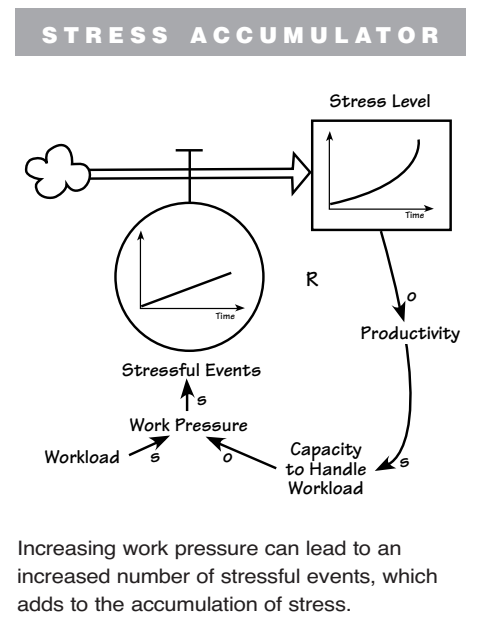 STRESS ACCUMULATOR
Stress Level
Time
R
Time
o
Productivity
Stressful Events
s
Work Pressure
Workload
s
o
Capacity
to Handle
Workload
s
Increasing work pressure can lead to an
increased number of stressful events, which
adds to the accumulation of stress.